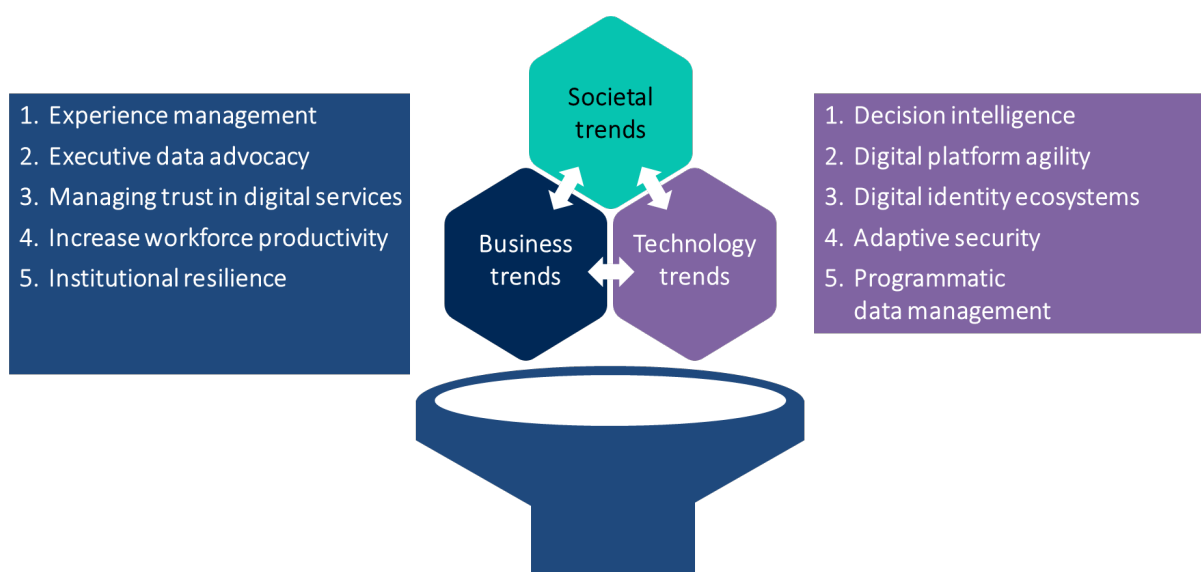 Societal
trends
1. Experience management
2. Executive data advocacy
3. Managing trust in digital services
4. Increase workforce productivity
5. Institutional resilience
Business
trends
Technology
trends
1. Decision intelligence
2. Digital platform agility
3. Digital identity ecosystems
4. Adaptive security
5. Programmatic
data management